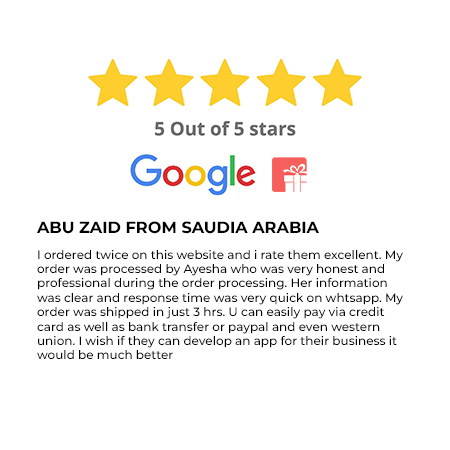 5 Out of 5 stars
Google
ABU ZAID FROM SAUDIA ARABIA
I ordered twice on this website and i rate them excellent. My
order was processed by Ayesha who was very honest and
professional during the order processing. Her information
was clear and response time was very quick on whtsapp. My
order was shipped in just 3 hrs. U can easily pay via credit
card as well as bank transfer or paypal and even western
union. I wish if they can develop an app for their business it
would be much better